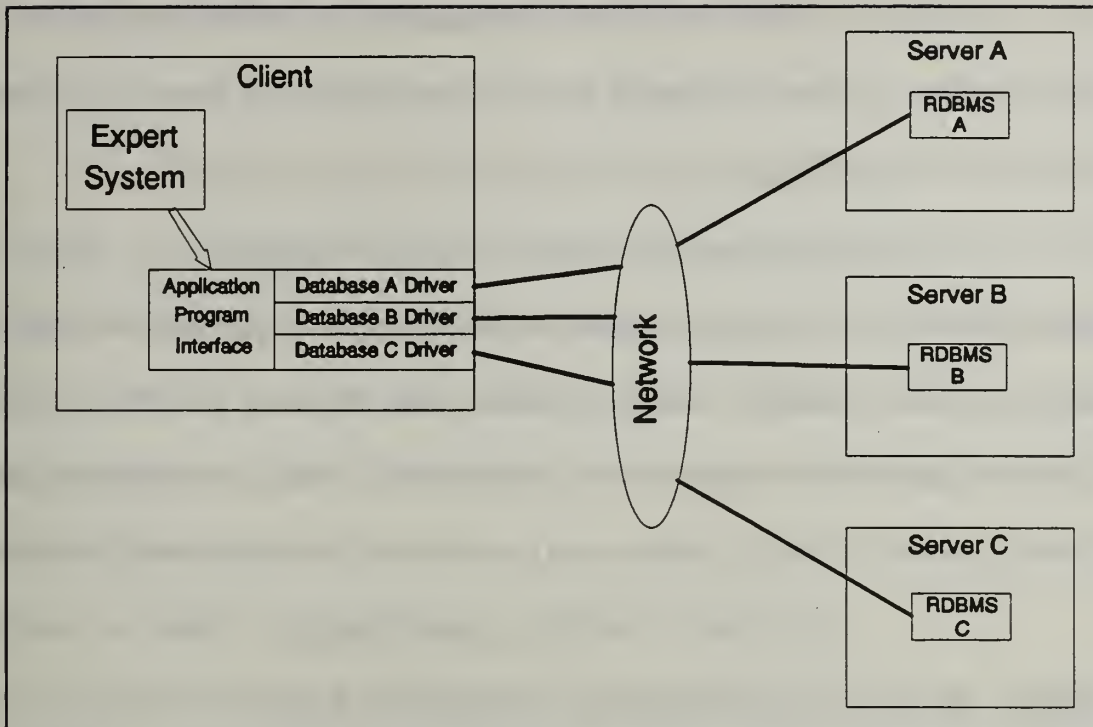 Client
Expert
System
Application
Program
Interface
Database A Driver
Database B Driver
Database C Driver
Network
Server A
RDBMS
A
Server B
RDBMS
B
Server C
RDBMS
C